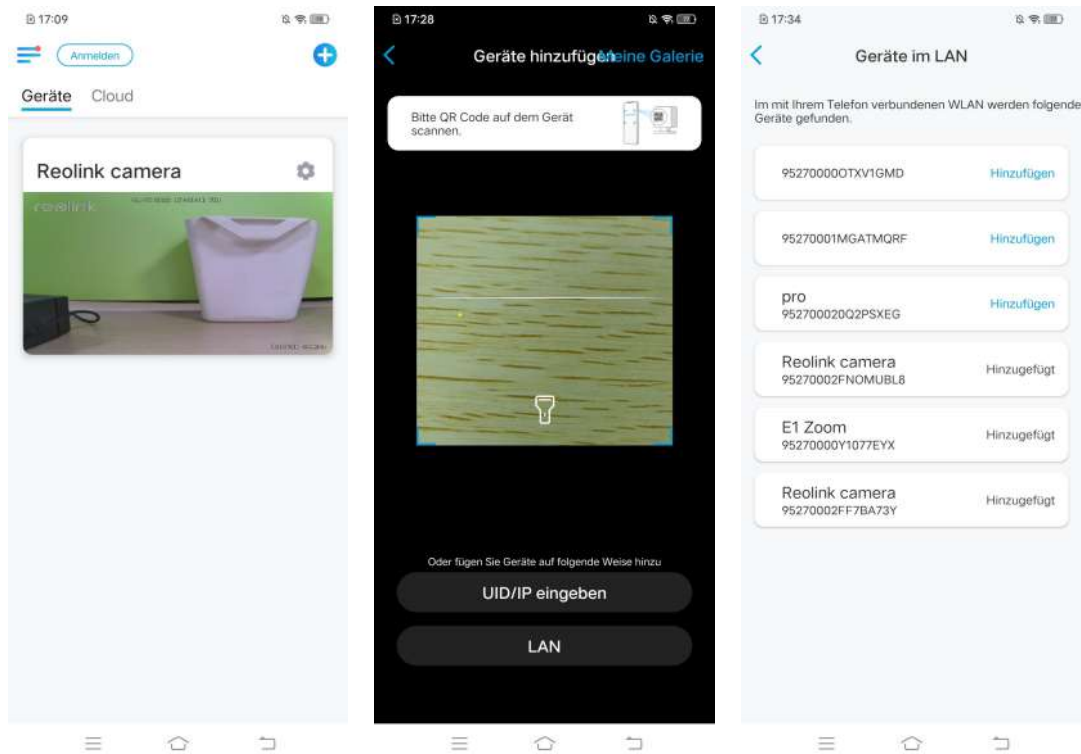 17:09
Anmelden
Geräte Cloud
Reolink camera
reolink
17:28
Geräte hinzufügen Meine Galerie
Bitte QR Code auf dem Gerät
scannen.
Oder fügen Sie Geräte auf folgende Weise hinzu
UID/IP eingeben
LAN
17:34
Geräte im LAN
Im mit Ihrem Telefon verbundenen WLAN werden folgende
Geräte gefunden.
95270000OTXV1GMD Hinzufügen
95270001MGATMQRF Hinzufügen
pro
952700020Q2PSXEG
Hinzufügen
Reolink camera
95270002FNOMUBL8
Hinzugefügt
E1 Zoom
95270000Y1077EYX
Hinzugefügt
Reolink camera
95270002FF7BA73Y
Hinzugefügt